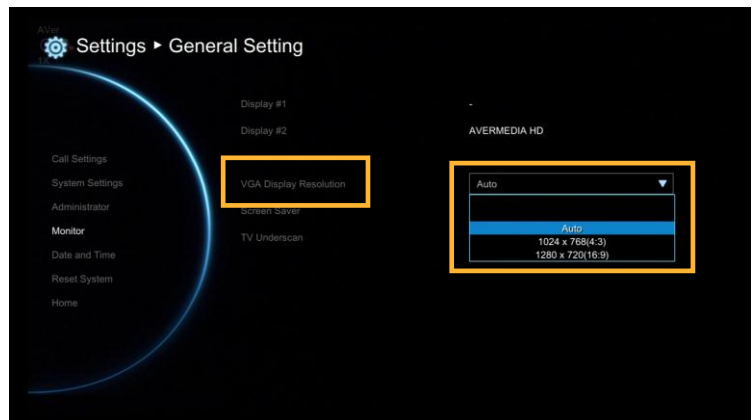 AVer
Settings ▸ General Setting
Display #1 -
Display #2 AVERMEDIA HD
Call Settings
System Settings
VGA Display Resolution Auto
Administrator
Screen Saver
Auto
Monitor
TV Underscan
1024 x 768(4:3)
Date and Time
1280 x 720(16:9)
Reset System
Home